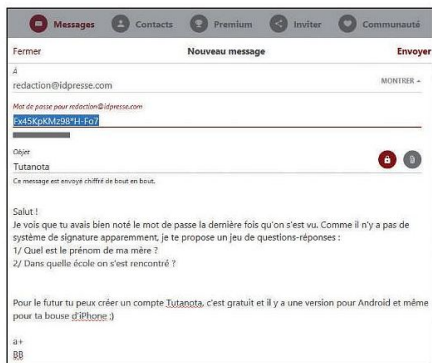 Messages Contacts Premium Inviter Communauté
Fermer Nouveau message Envoyer
À
redaction@idpresse.com MONTRER
Mot de passe pour redaction@idpresse.com
Fx45KpKMz98*H-Fo7
Objet
Tutanota
Ce message est envoyé chiffré de bout en bout.
Salut !
Je vois que tu avais bien noté le mot de passe la dernière fois qu'on s'est vu. Comme il n'y a pas de
système de signature apparemment, je te propose un jeu de questions-réponses :
1/ Quel est le prénom de ma mère ?
2/ Dans quelle école on s'est rencontré ?
Pour le futur tu peux créer un compte Tutanota, c'est gratuit et il y a une version pour Android et même
pour ta bouse d'iPhone ;)
a+
BB